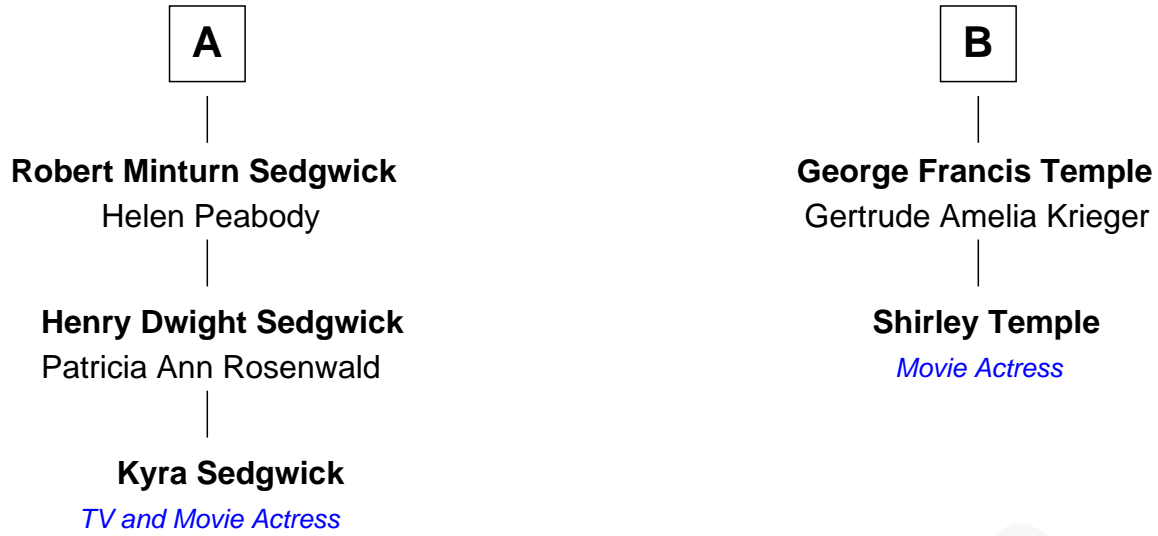 A
Robert Minturn Sedgwick
Helen Peabody
Henry Dwight Sedgwick
Patricia Ann Rosenwald
Kyra Sedgwick
TV and Movie Actress
B
George Francis Temple
Gertrude Amelia Krieger
Shirley Temple
Movie Actress